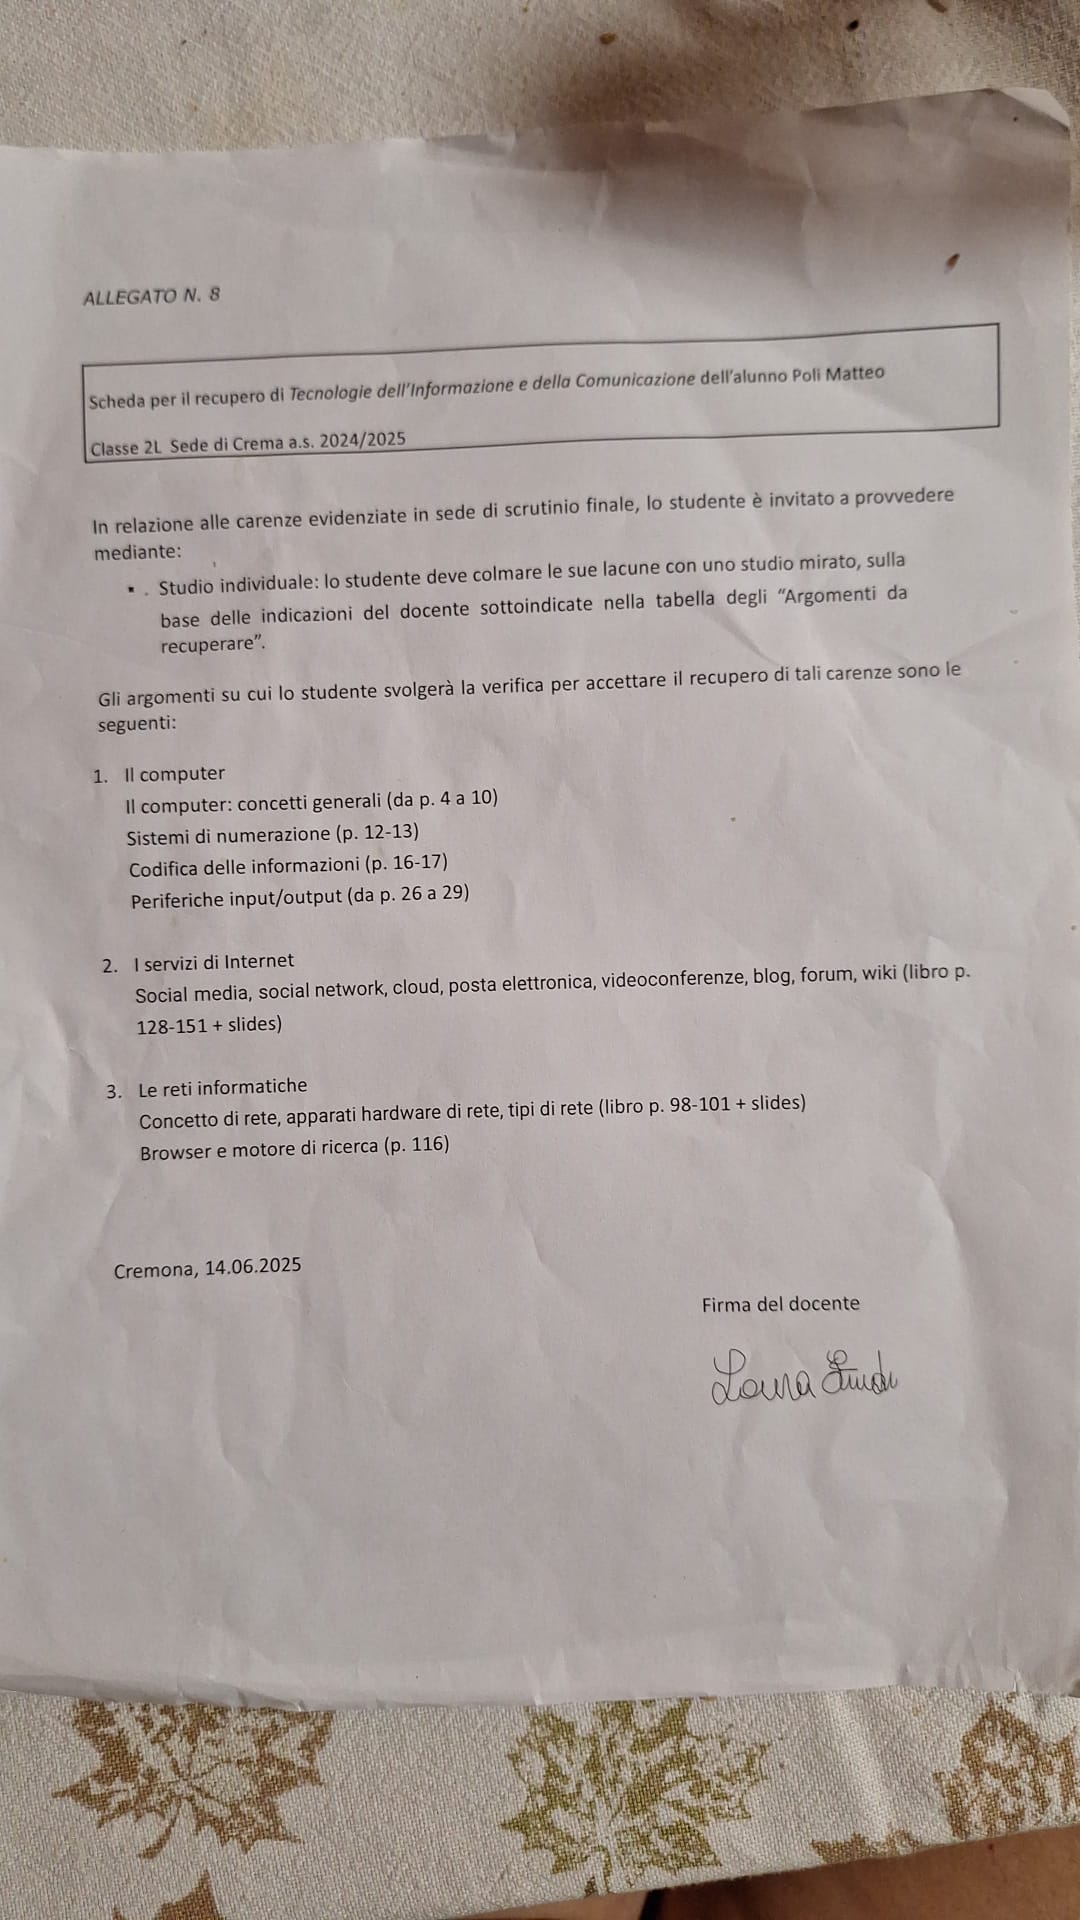 ALLEGATO N. 8
Scheda per il recupero di Tecnologie dell'Informazione e della Comunicazione dell'alunno Poli Matteo
Classe 2L Sede di Crema a.s. 2024/2025
In relazione alle carenze evidenziate in sede di scrutinio finale, lo studente è invitato a provvedere
mediante:
▪ Studio individuale: lo studente deve colmare le sue lacune con uno studio mirato, sulla
base delle indicazioni del docente sottoindicate nella tabella degli “Argomenti da
recuperare”.
Gli argomenti su cui lo studente svolgerà la verifica per accettare il recupero di tali carenze sono le
seguenti:
1. Il computer
Il computer: concetti generali (da p. 4 a 10)
Sistemi di numerazione (p. 12-13)
Codifica delle informazioni (p. 16-17)
Periferiche input/output (da p. 26 a 29)
2. I servizi di Internet
Social media, social network, cloud, posta elettronica, videoconferenze, blog, forum, wiki (libro p.
128-151 + slides)
3. Le reti informatiche
Concetto di rete, apparati hardware di rete, tipi di rete (libro p. 98-101 + slides)
Browser e motore di ricerca (p. 116)
Cremona, 14.06.2025
Firma del docente
Laura